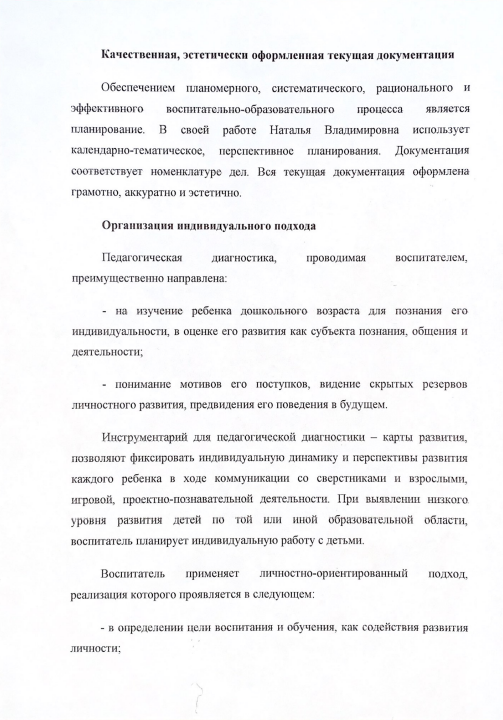 Качественная, эстетически оформленная текущая документация
Обеспечением планомерного, систематического, рационального и
эффективного воспитательно-образовательного процесса является
планирование. В своей работе Наталья Владимировна использует
календарно-тематическое, перспективное планирования. Документация
соответствует номенклатуре дел. Вся текущая документация оформлена
грамотно, аккуратно и эстетично.
Организация индивидуального подхода
Педагогическая диагностика, проводимая воспитателем,
преимущественно направлена:
- на изучение ребенка дошкольного возраста для познания его
индивидуальности, в оценке его развития как субъекта познания, общения и
деятельности;
- понимание мотивов его поступков, видение скрытых резервов
личностного развития, предвидения его поведения в будущем.
Инструментарий для педагогической диагностики – карты развития,
позволяют фиксировать индивидуальную динамику и перспективы развития
каждого ребенка в ходе коммуникации со сверстниками и взрослыми,
игровой, проектно-познавательной деятельности. При выявлении низкого
уровня развития детей по той или иной образовательной области,
воспитатель планирует индивидуальную работу с детьми.
Воспитатель применяет личностно-ориентированный подход,
реализация которого проявляется в следующем:
- в определении цели воспитания и обучения, как содействия развития
личности;